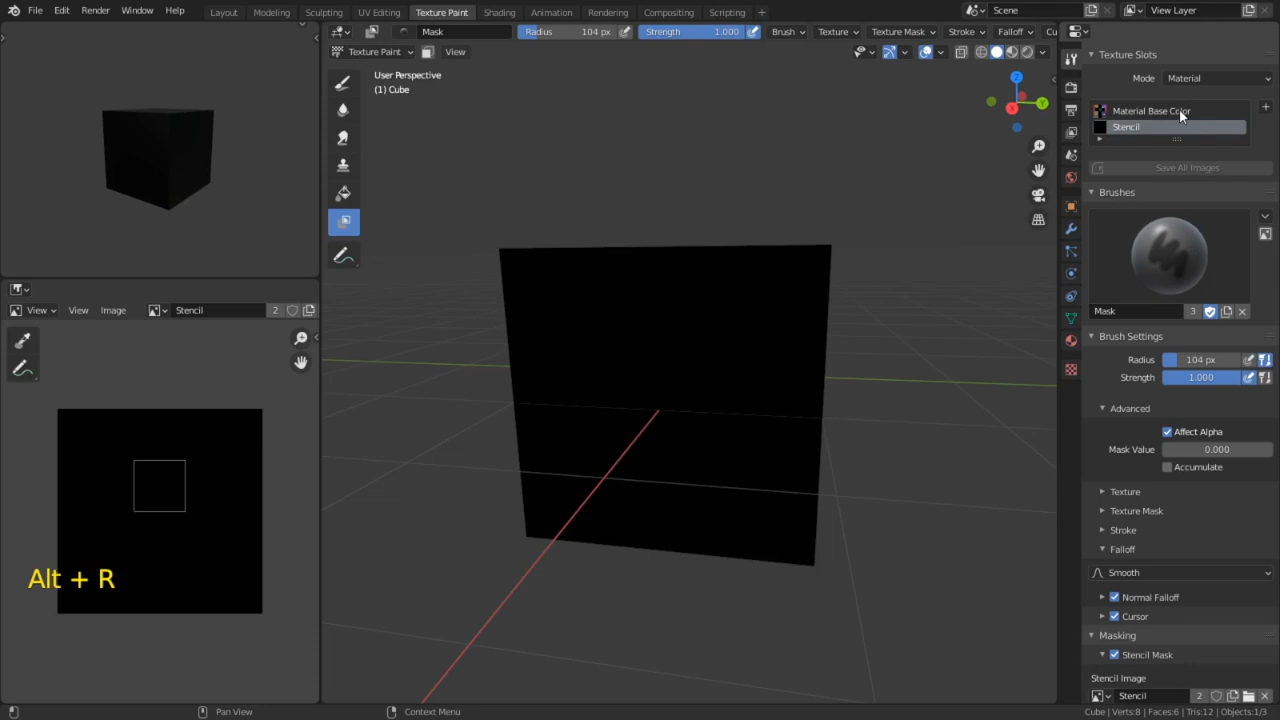 File Edit Render Window Help Layout Modeling Sculpting UV Editing Texture Paint Shading Animation Rendering Compositing Scripting + Scene View Layer
Mask Radius 104 px Strength 1.000 Brush Texture Texture Mask Stroke Falloff Cu
Texture Paint View
User Perspective
(1) Cube
Z
Y
X
View View Image Stencil 2
Alt + R
Texture Slots
Mode Material
Material Base Color
Stencil
Save All Images
Brushes
Mask 3
Brush Settings
Radius 104 px
Strength 1.000
Advanced
Affect Alpha
Mask Value 0.000
Accumulate
Texture
Texture Mask
Stroke
Falloff
Smooth
Normal Falloff
Cursor
Masking
Stencil Mask
Stencil Image
Stencil 2
Pan View Context Menu Cube | Verts:8 | Faces:6 | Tris:12 | Objects:1/3